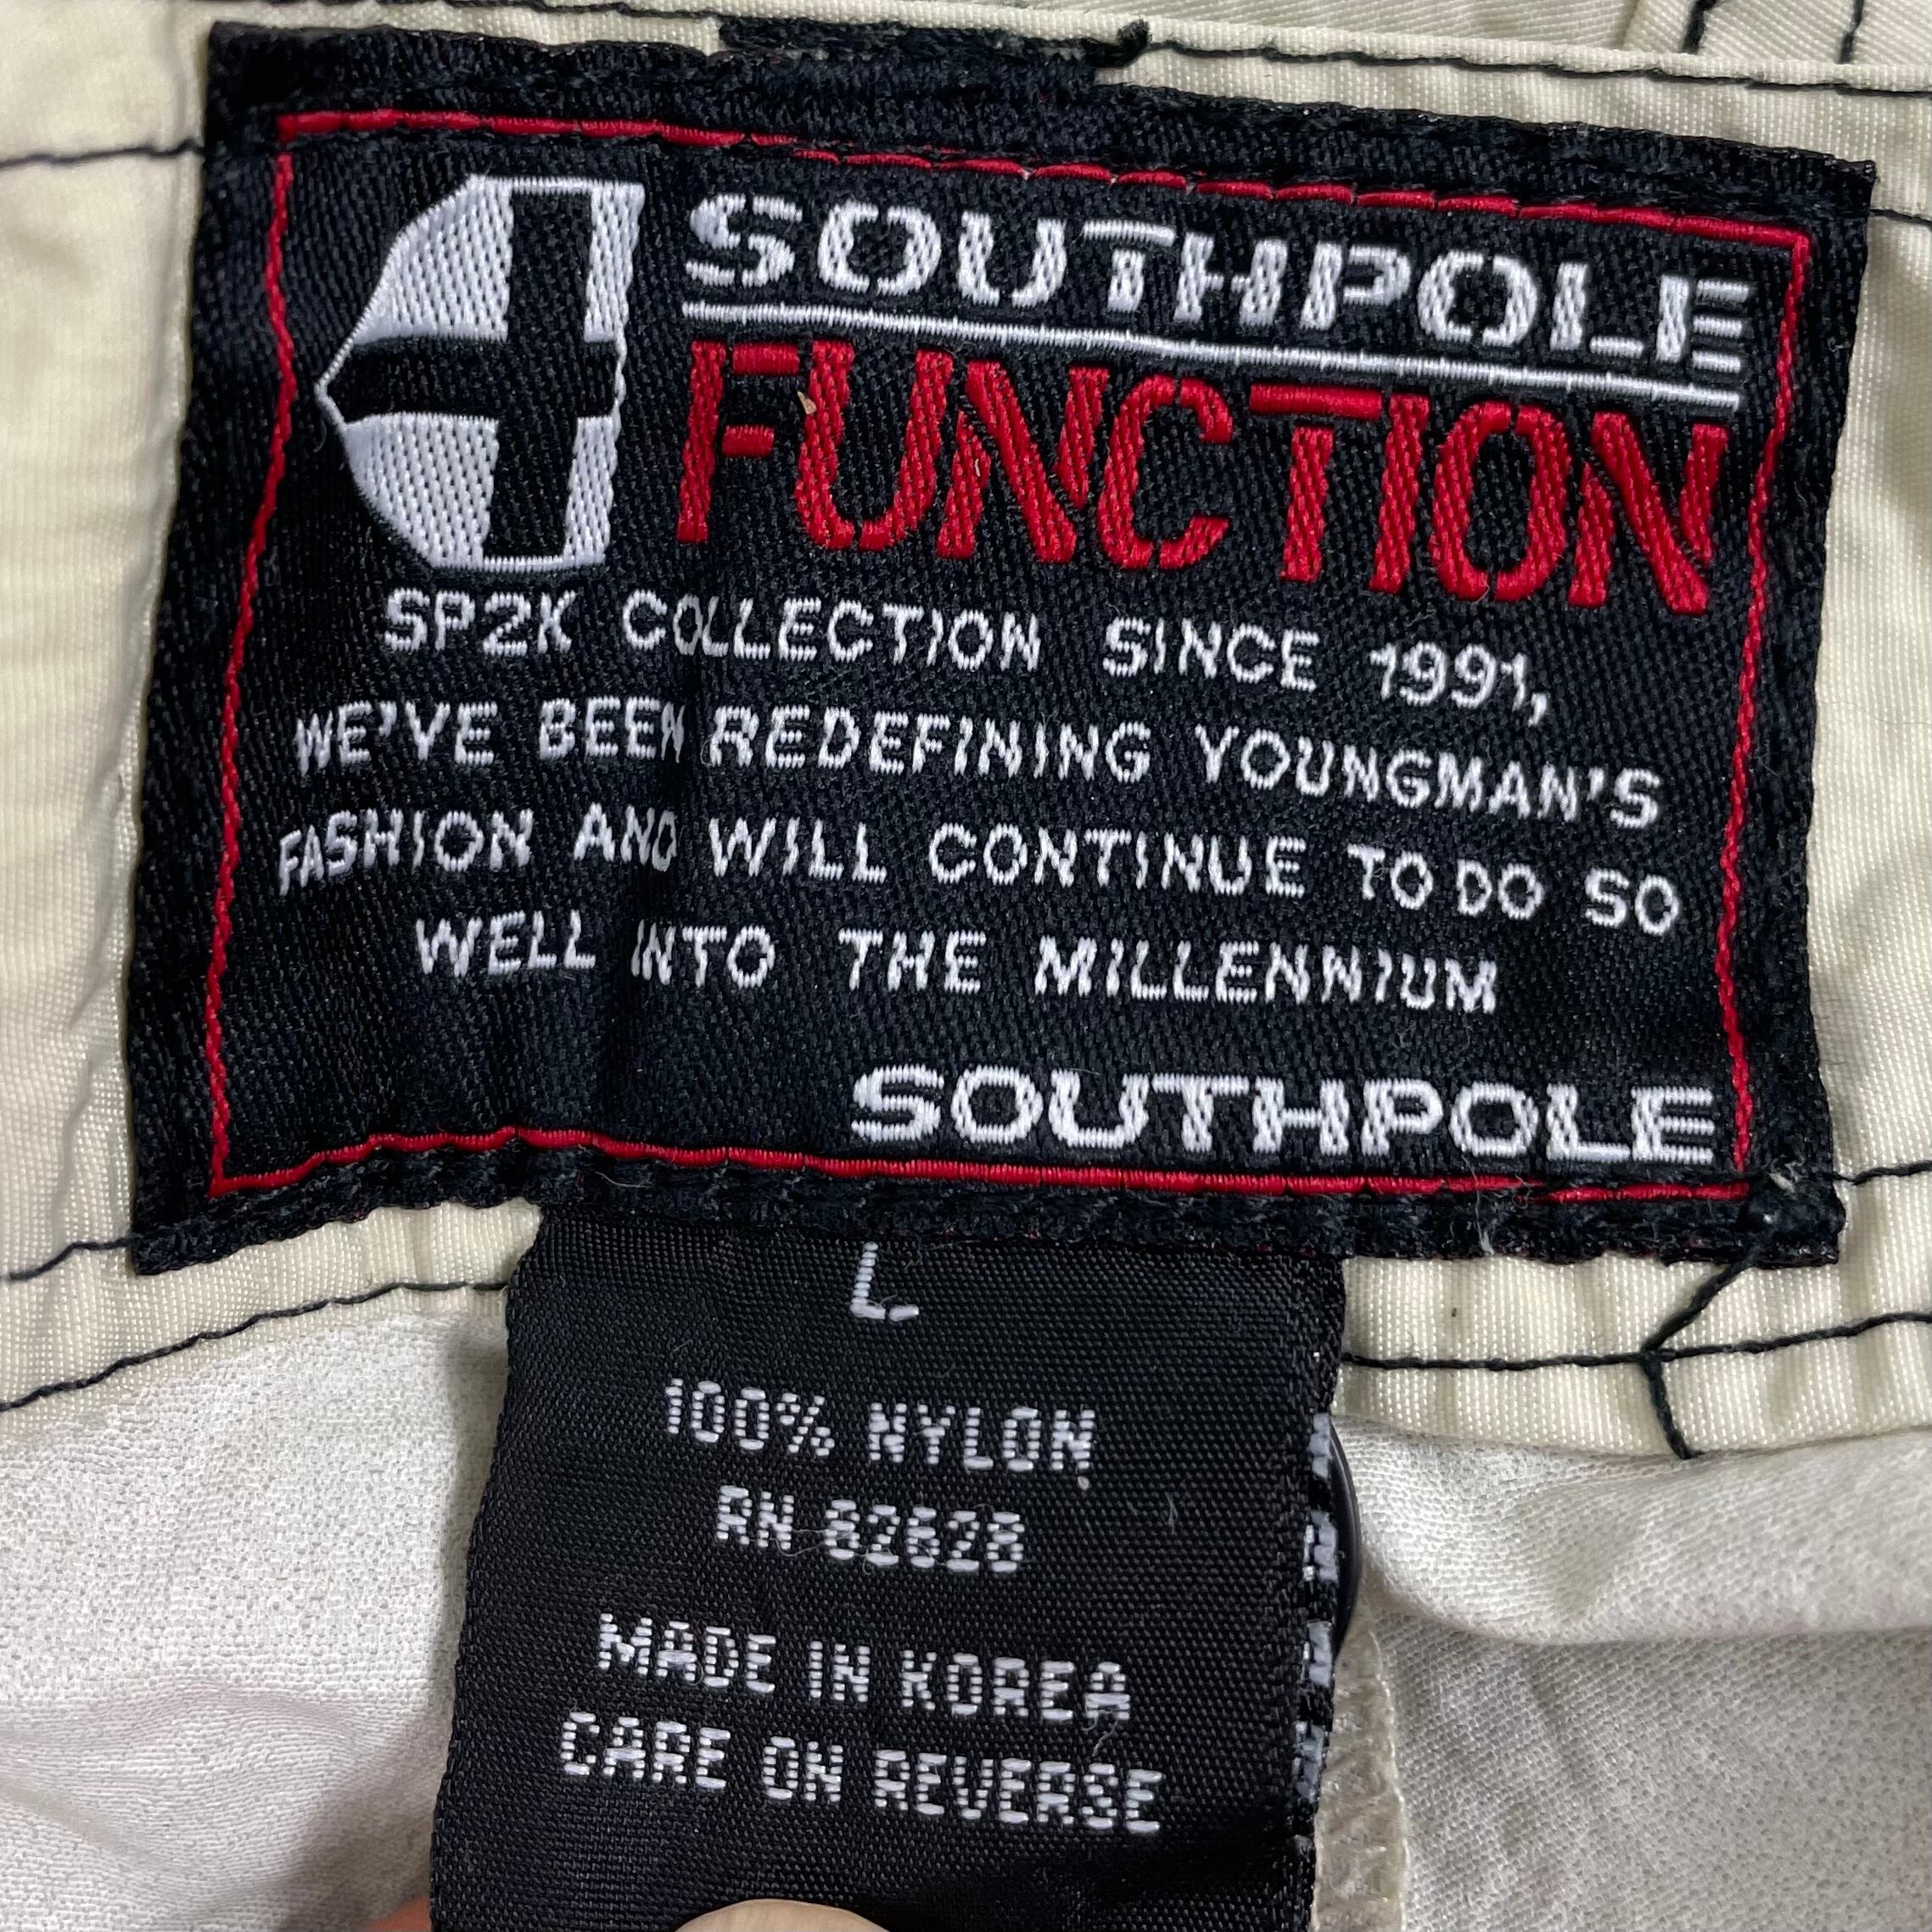 SOUTHPOLE
FUNCTION
SP2K COLLECTION SINCE 1991,
WE'VE BEEN REDEFINING YOUNGMAN'S
FASHION AND WILL CONTINUE TO DO SO
WELL INTO THE MILLENNIUM
SOUTHPOLE
L
100% NYLON
RN 82628
MADE IN KOREA
CARE ON REVERSE